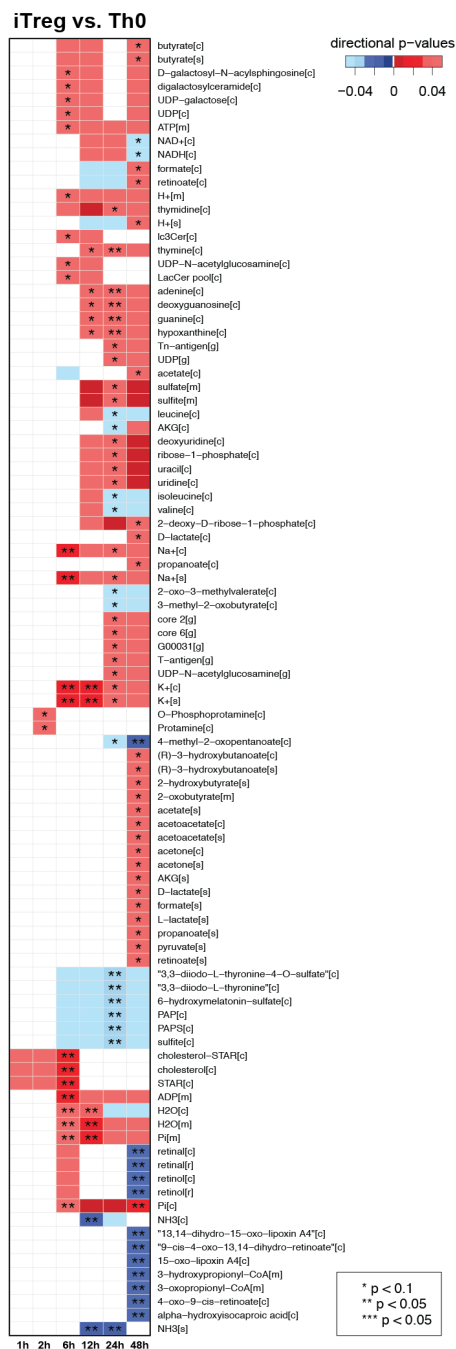 iTreg vs. Th0
directional p-values
−0.04 0 0.04
* butyrate[c]
* butyrate[s]
* D-galactosyl-N-acylsphingosine[c]
* digalactosylceramide[c]
* UDP-galactose[c]
* UDP[c]
* ATP[m]
* NAD+[c]
* NADH[c]
* formate[c]
* retinoate[c]
* H+[m]
* thymidine[c]
* H+[s]
* lc3Cer[c]
* ** thymine[c]
* UDP-N-acetylglucosamine[c]
* LacCer pool[c]
* ** adenine[c]
* ** deoxyguanosine[c]
* ** guanine[c]
* ** hypoxanthine[c]
* Tn-antigen[g]
* UDP[g]
* acetate[c]
* sulfate[m]
* sulfite[m]
* leucine[c]
* AKG[c]
* deoxyuridine[c]
* ribose-1-phosphate[c]
* uracil[c]
* uridine[c]
* isoleucine[c]
* valine[c]
* 2-deoxy-D-ribose-1-phosphate[c]
* D-lactate[c]
** * Na+[c]
* propanoate[c]
** * Na+[s]
* 2-oxo-3-methylvalerate[c]
* 3-methyl-2-oxobutyrate[c]
* core 2[g]
* core 6[g]
* G00031[g]
* T-antigen[g]
* UDP-N-acetylglucosamine[g]
** ** * K+[c]
** ** * K+[s]
* O-Phosphoprotamine[c]
* Protamine[c]
* ** 4-methyl-2-oxopentanoate[c]
* (R)-3-hydroxybutanoate[c]
* (R)-3-hydroxybutanoate[s]
* 2-hydroxybutyrate[s]
* 2-oxobutyrate[m]
* acetate[s]
* acetoacetate[c]
* acetoacetate[s]
* acetone[c]
* acetone[s]
* AKG[s]
* D-lactate[s]
* formate[s]
* L-lactate[s]
* propanoate[s]
* pyruvate[s]
* retinoate[s]
** "3,3-diiodo-L-thyronine-4-O-sulfate"[c]
** "3,3-diiodo-L-thyronine"[c]
** 6-hydroxymelatonin-sulfate[c]
** PAP[c]
** PAPS[c]
** sulfite[c]
** cholesterol-STAR[c]
** cholesterol[c]
** STAR[c]
** ADP[m]
** ** H2O[c]
** ** H2O[m]
** ** Pi[m]
** retinal[c]
** retinal[r]
** retinol[c]
** retinol[r]
** ** Pi[c]
** NH3[c]
** "13,14-dihydro-15-oxo-lipoxin A4"[c]
** "9-cis-4-oxo-13,14-dihydro-retinoate"[c]
** 15-oxo-lipoxin A4[c]
** 3-hydroxypropionyl-CoA[m]
** 3-oxopropionyl-CoA[m]
** 4-oxo-9-cis-retinoate[c]
** alpha-hydroxyisocaproic acid[c]
** ** NH3[s]
1h 2h 6h 12h 24h 48h
* p < 0.1
** p < 0.05
*** p < 0.05